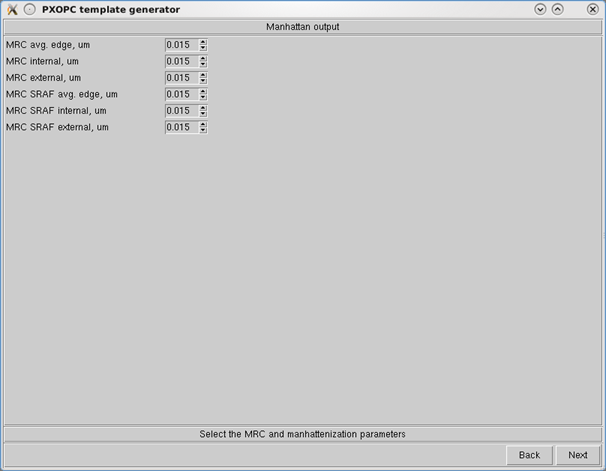 PXOPC template generator
Manhattan output
MRC avg. edge, um 0.015
MRC internal, um 0.015
MRC external, um 0.015
MRC SRAF avg. edge, um 0.015
MRC SRAF internal, um 0.015
MRC SRAF external, um 0.015
Select the MRC and manhattenization parameters
Back Next